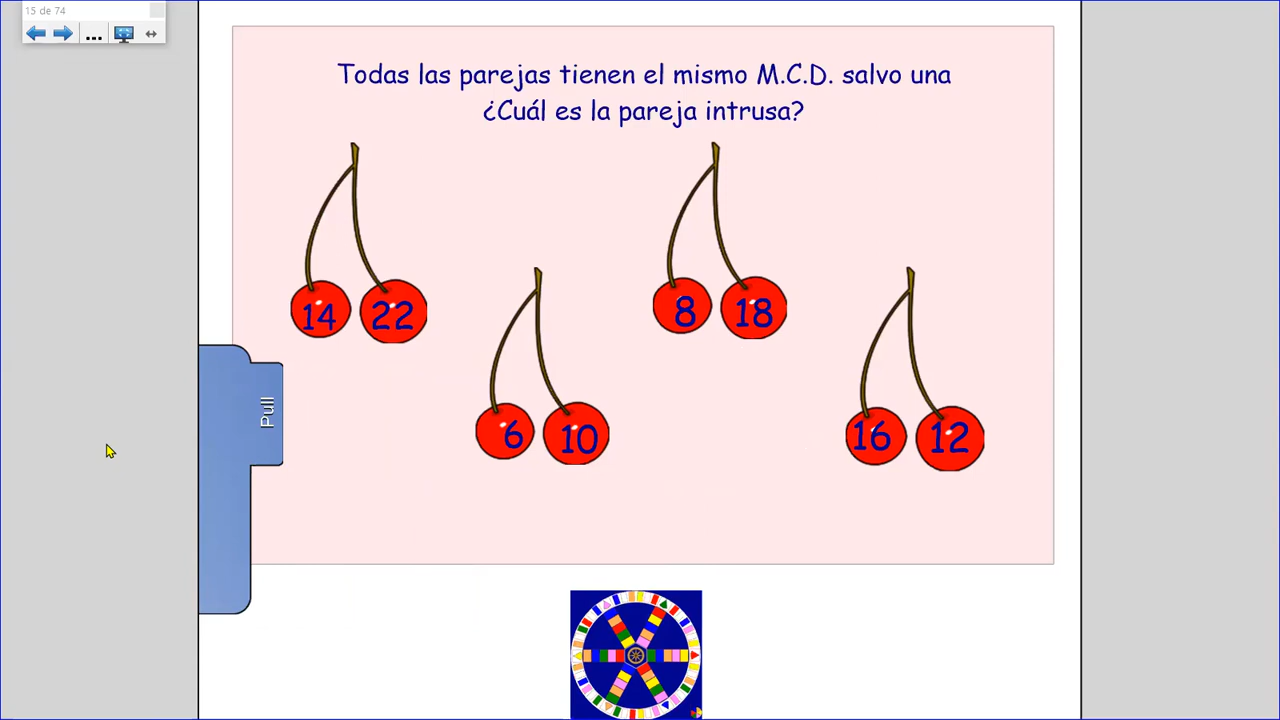 15 de 74
...
Todas las parejas tienen el mismo M.C.D. salvo una
¿Cuál es la pareja intrusa?
14 22
8 18
6 10
16 12
Pull